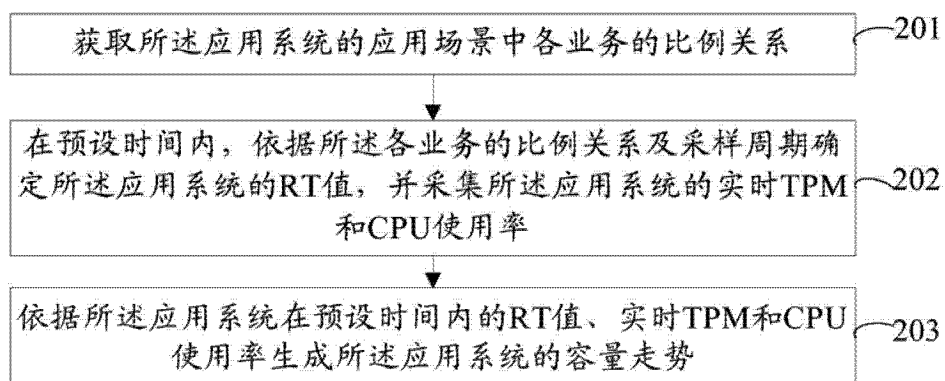 获取所述应用系统的应用场景中各业务的比例关系
201
在预设时间内，依据所述各业务的比例关系及采样周期确
定所述应用系统的RT值，并采集所述应用系统的实时TPM
和CPU使用率
202
依据所述应用系统在预设时间内的RT值、实时TPM和CPU
使用率生成所述应用系统的容量走势
203